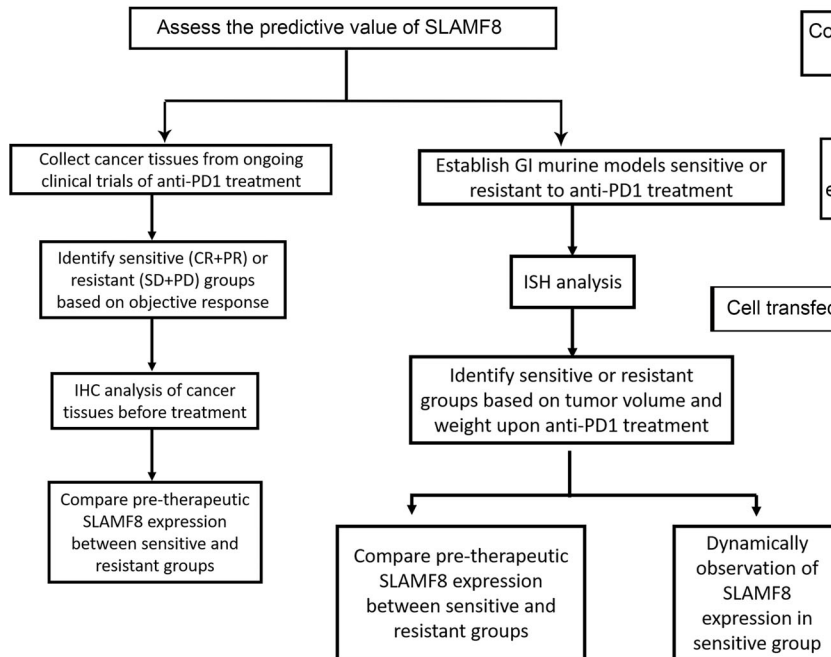 Assess the predictive value of SLAMF8
Co
Collect cancer tissues from ongoing
clinical trials of anti-PD1 treatment
Establish GI murine models sensitive or
resistant to anti-PD1 treatment
e
Identify sensitive (CR+PR) or
resistant (SD+PD) groups
based on objective response
ISH analysis
Cell transfec
IHC analysis of cancer
tissues before treatment
Identify sensitive or resistant
groups based on tumor volume and
weight upon anti-PD1 treatment
Compare pre-therapeutic
SLAMF8 expression
between sensitive and
resistant groups
Compare pre-therapeutic
SLAMF8 expression
between sensitive and
resistant groups
Dynamically
observation of
SLAMF8
expression in
sensitive group